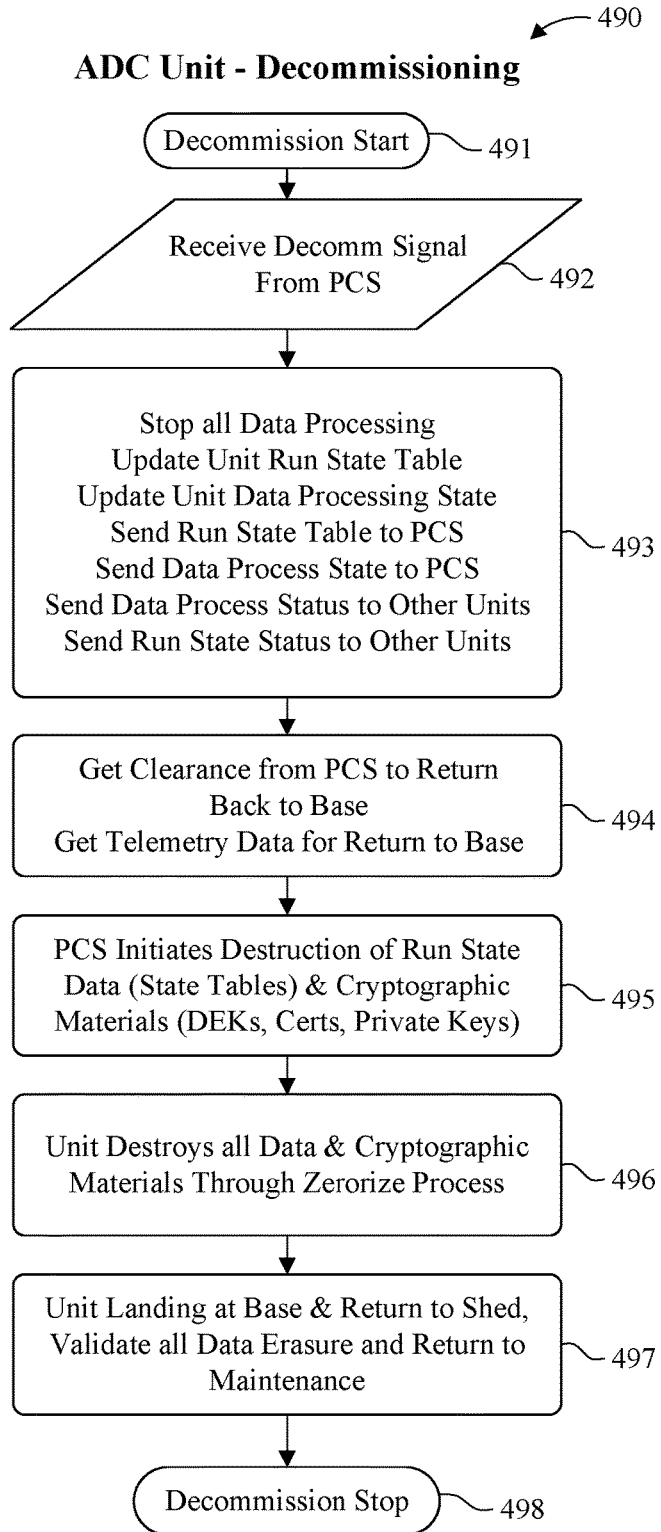 490
ADC Unit - Decommissioning
Decommission Start
491
Receive Decomm Signal
From PCS
492
Stop all Data Processing
Update Unit Run State Table
Update Unit Data Processing State
Send Run State Table to PCS
Send Data Process State to PCS
Send Data Process Status to Other Units
Send Run State Status to Other Units
493
Get Clearance from PCS to Return
Back to Base
Get Telemetry Data for Return to Base
494
PCS Initiates Destruction of Run State
Data (State Tables) & Cryptographic
Materials (DEKs, Certs, Private Keys)
495
Unit Destroys all Data & Cryptographic
Materials Through Zerorize Process
496
Unit Landing at Base & Return to Shed,
Validate all Data Erasure and Return to
Maintenance
497
Decommission Stop
498